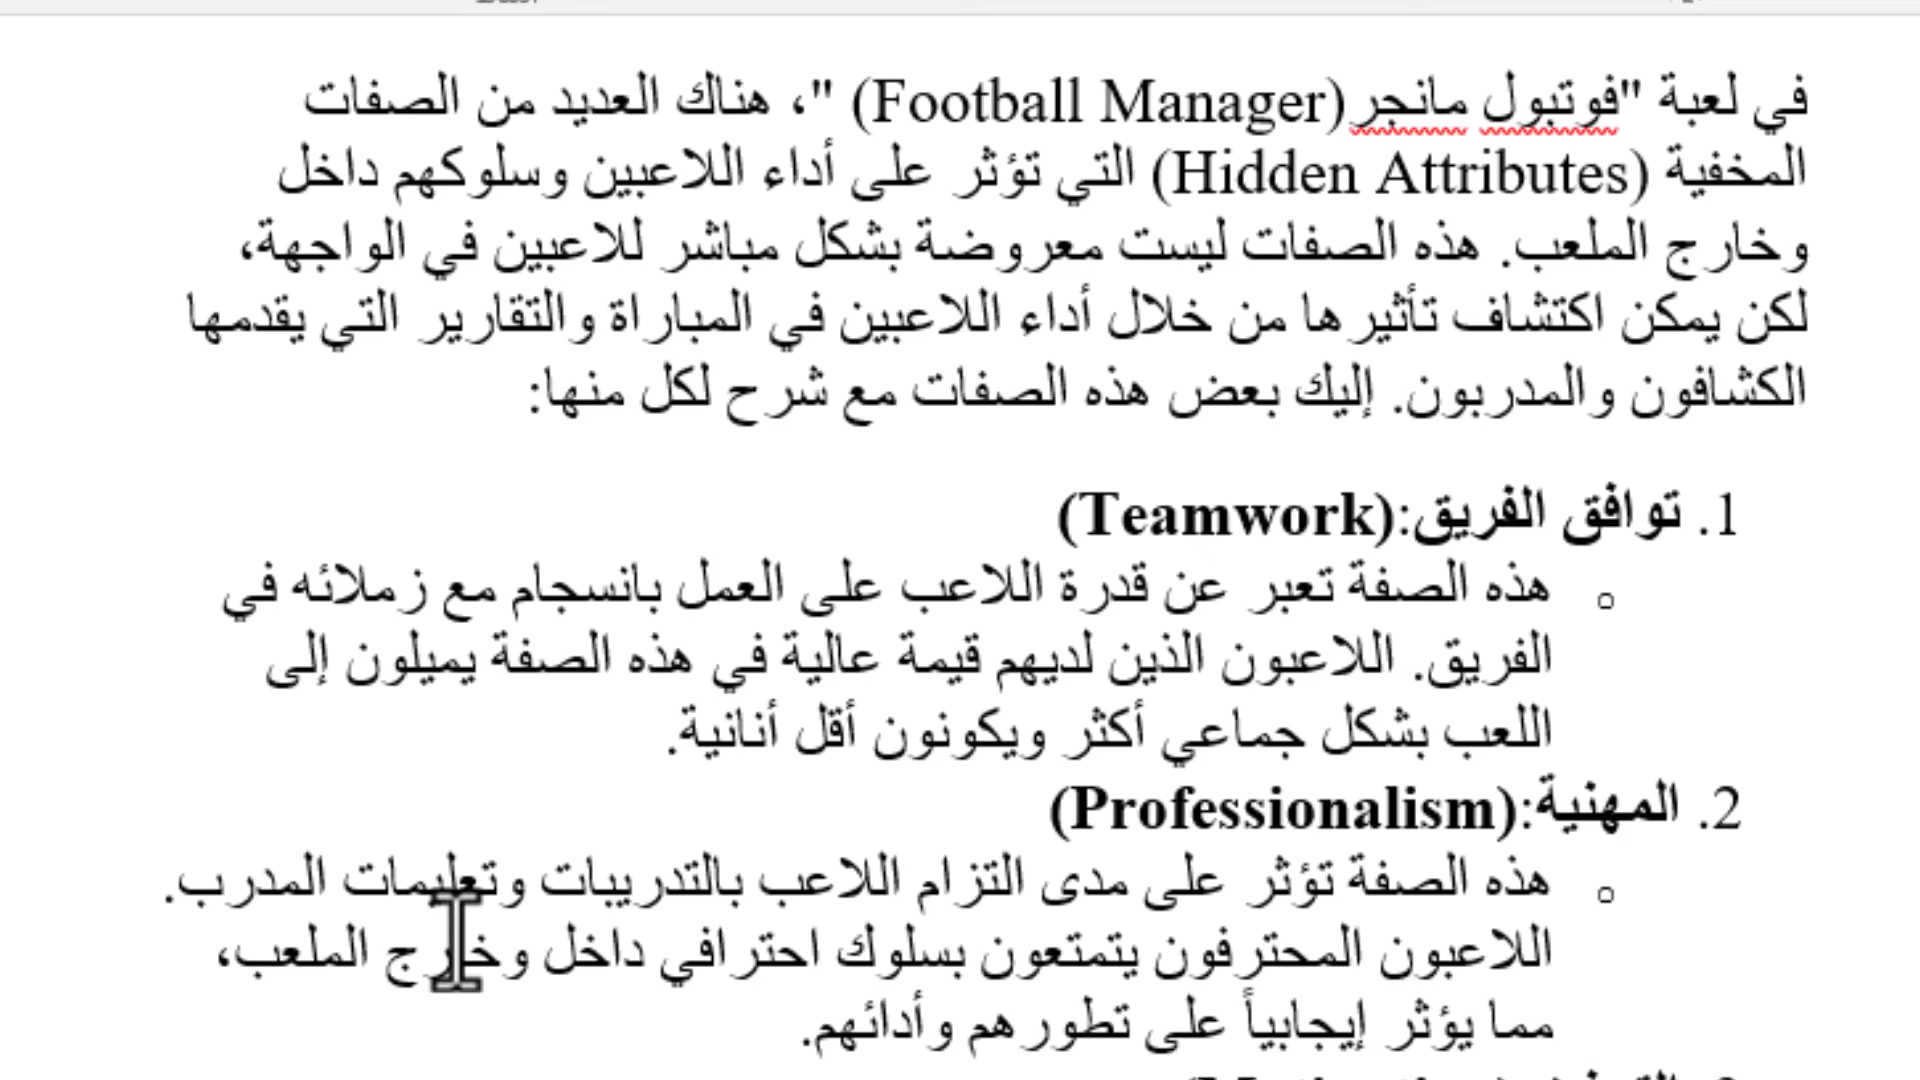 في لعبة "فوتبول مانجر(Football Manager) "، هناك العديد من الصفات
المخفية (Hidden Attributes) التي تؤثر على أداء اللاعبين وسلوكهم داخل
وخارج الملعب. هذه الصفات ليست معروضة بشكل مباشر للاعبين في الواجهة،
لكن يمكن اكتشاف تأثيرها من خلال أداء اللاعبين في المباراة والتقارير التي يقدمها
الكشافون والمدربون. إليك بعض هذه الصفات مع شرح لكل منها:
1. توافق الفريق:(Teamwork)
○ هذه الصفة تعبر عن قدرة اللاعب على العمل بانسجام مع زملائه في
الفريق. اللاعبون الذين لديهم قيمة عالية في هذه الصفة يميلون إلى
اللعب بشكل جماعي أكثر ويكونون أقل أنانية.
2. المهنية:(Professionalism)
○ هذه الصفة تؤثر على مدى التزام اللاعب بالتدريبات وتعليمات المدرب.
اللاعبون المحترفون يتمتعون بسلوك احترافي داخل وخارج الملعب،
مما يؤثر إيجابياً على تطورهم وأدائهم.